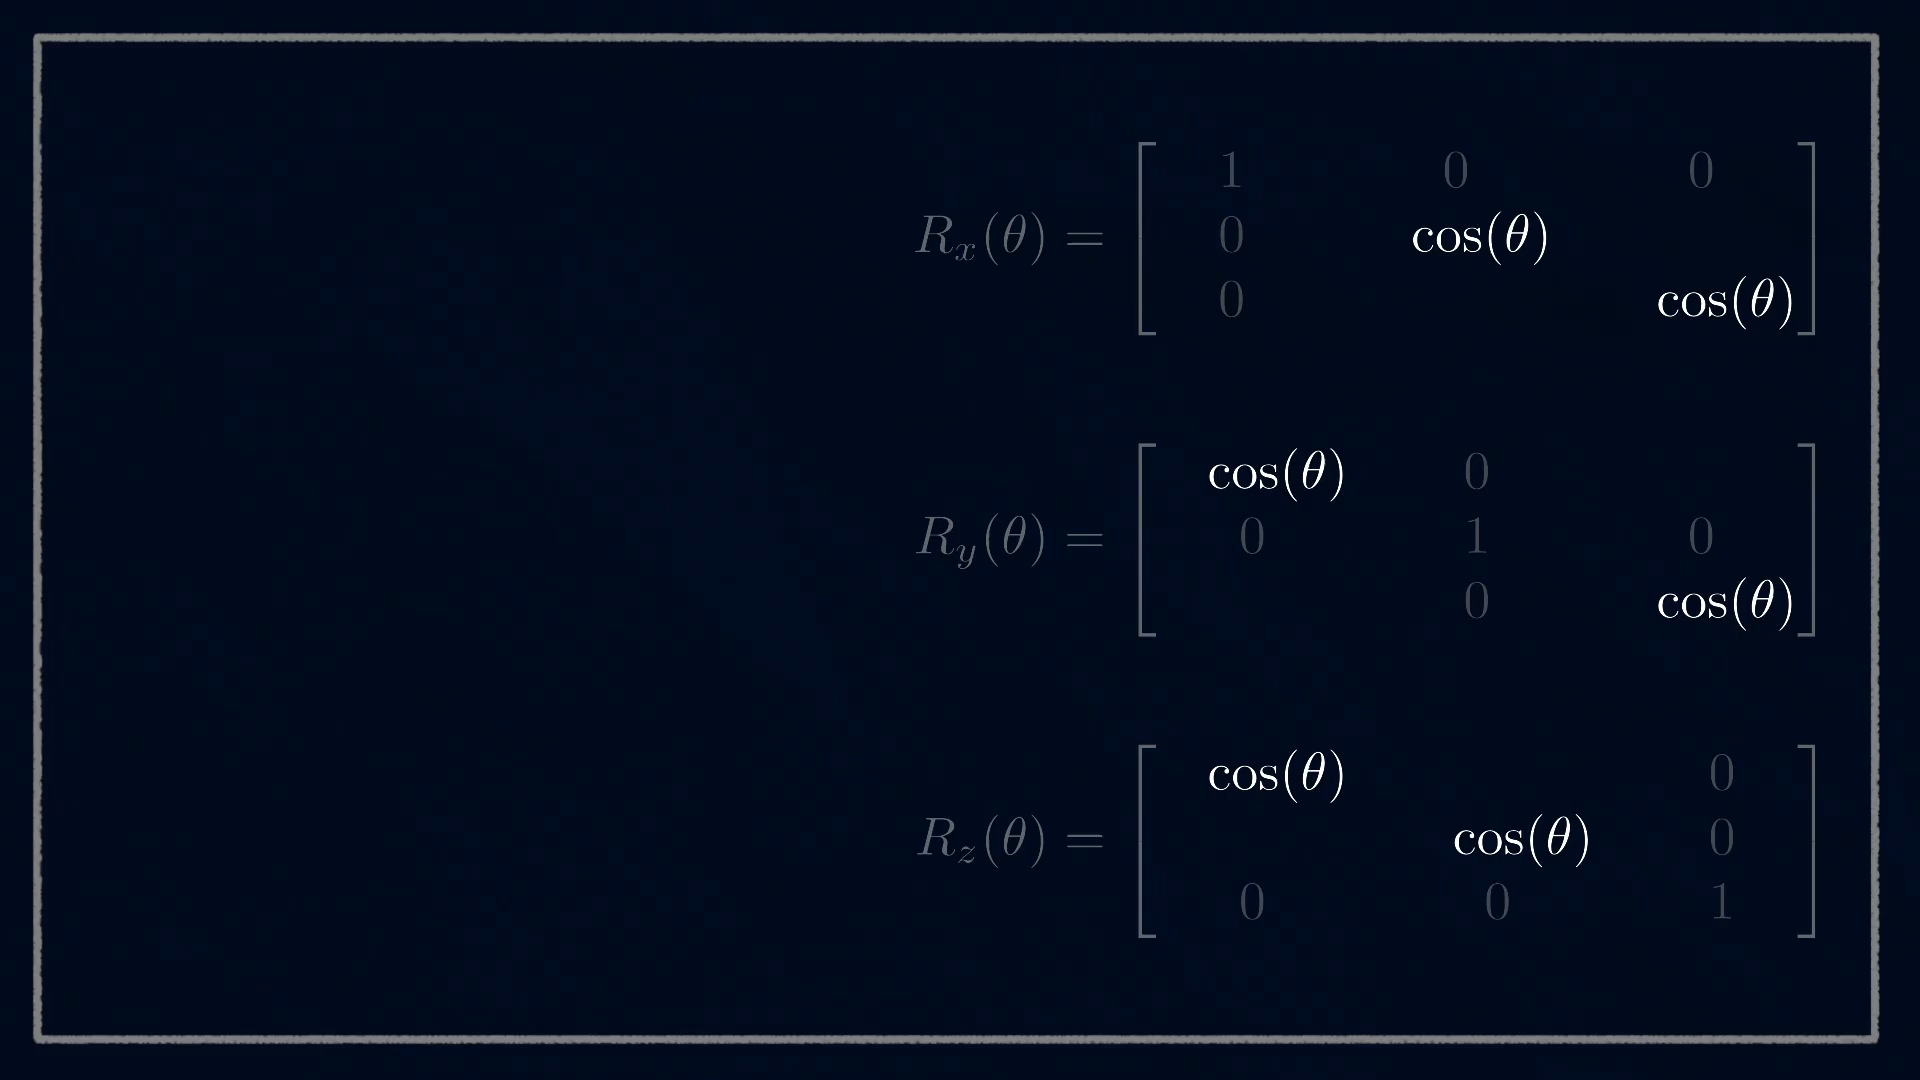 1 0 0
R_x(θ) = 0 cos(θ)
0 cos(θ)
cos(θ) 0
R_y(θ) = 0 1 0
0 cos(θ)
cos(θ) 0
R_z(θ) = cos(θ) 0
0 0 1